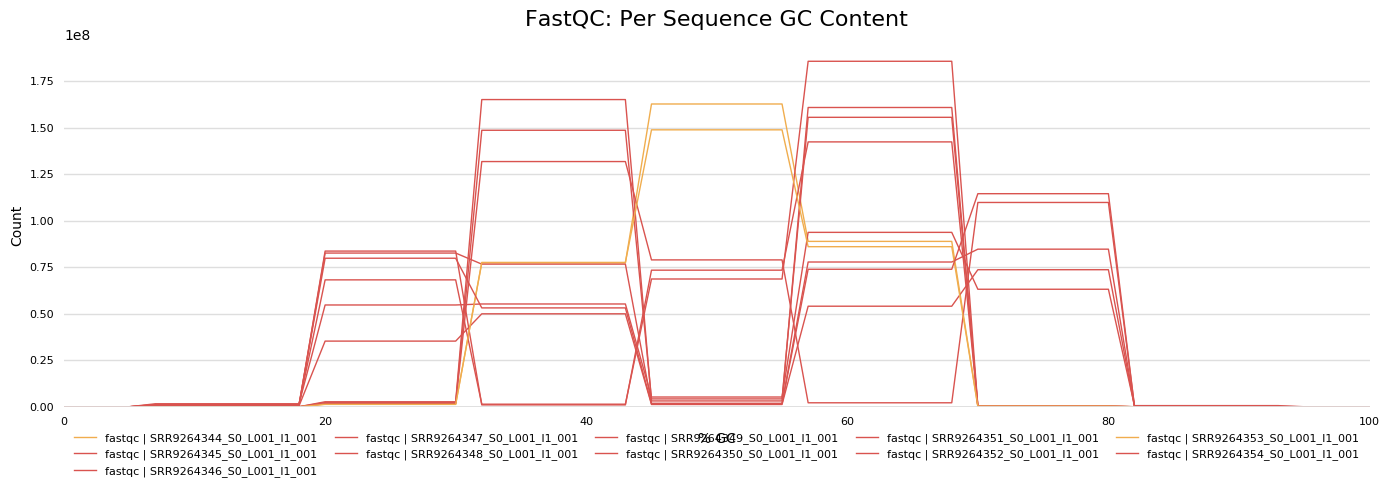 FastQC: Per Sequence GC Content
1e8
1.75
1.50
1.25
1.00
0.75
0.50
0.25
0.00
Count
0 20 40 60 80 100
% GC
fastqc | SRR9264344_S0_L001_I1_001 fastqc | SRR9264347_S0_L001_I1_001 fastqc | SRR9264349_S0_L001_I1_001 fastqc | SRR9264351_S0_L001_I1_001 fastqc | SRR9264353_S0_L001_I1_001
fastqc | SRR9264345_S0_L001_I1_001 fastqc | SRR9264348_S0_L001_I1_001 fastqc | SRR9264350_S0_L001_I1_001 fastqc | SRR9264352_S0_L001_I1_001 fastqc | SRR9264354_S0_L001_I1_001
fastqc | SRR9264346_S0_L001_I1_001